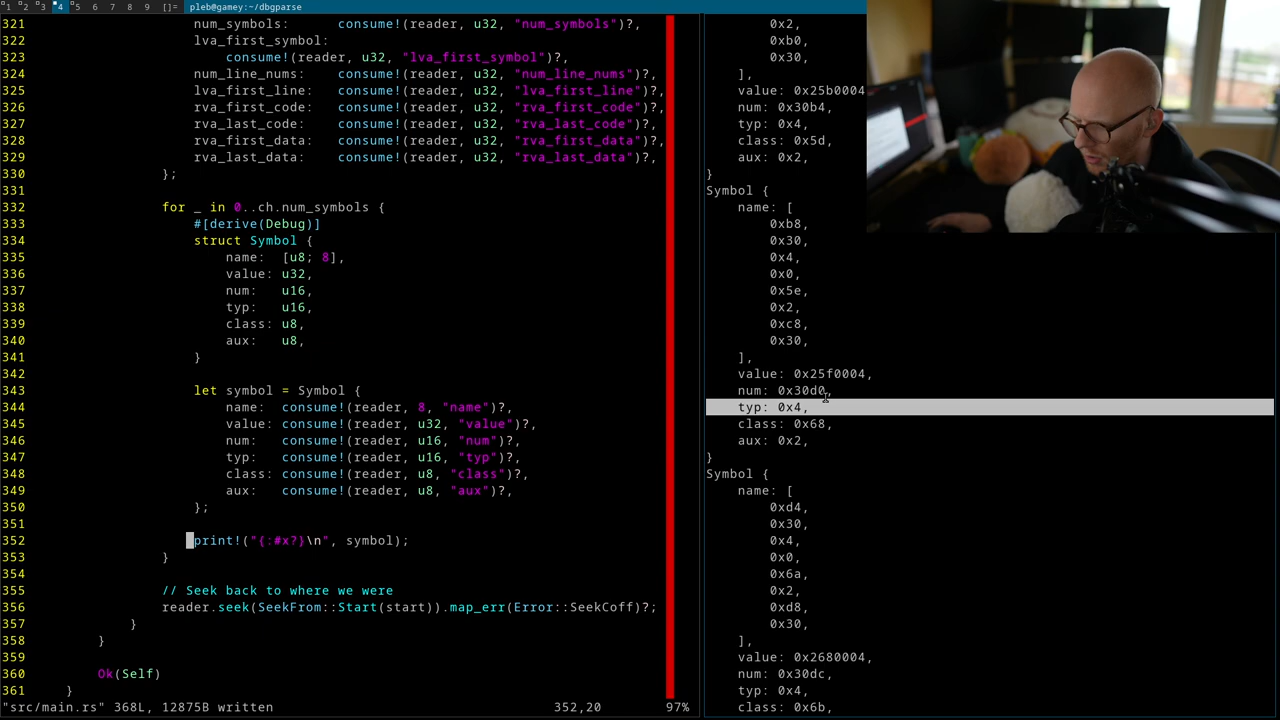 1 2 3 4 5 6 7 8 9 []= pleb@gamey:~/dbgparse
321 num_symbols: consume!(reader, u32, "num_symbols")?,
322 lva_first_symbol:
323 consume!(reader, u32, "lva_first_symbol")?,
324 num_line_nums: consume!(reader, u32, "num_line_nums")?,
325 lva_first_line: consume!(reader, u32, "lva_first_line")?,
326 rva_first_code: consume!(reader, u32, "rva_first_code")?,
327 rva_last_code: consume!(reader, u32, "rva_last_code")?,
328 rva_first_data: consume!(reader, u32, "rva_first_data")?,
329 rva_last_data: consume!(reader, u32, "rva_last_data")?,
330 };
331
332 for _ in 0..ch.num_symbols {
333 #[derive(Debug)]
334 struct Symbol {
335 name: [u8; 8],
336 value: u32,
337 num: u16,
338 typ: u16,
339 class: u8,
340 aux: u8,
341 }
342
343 let symbol = Symbol {
344 name: consume!(reader, 8, "name")?,
345 value: consume!(reader, u32, "value")?,
346 num: consume!(reader, u16, "num")?,
347 typ: consume!(reader, u16, "typ")?,
348 class: consume!(reader, u8, "class")?,
349 aux: consume!(reader, u8, "aux")?,
350 };
351
352 print!("{:#x?}\n", symbol);
353 }
354
355 // Seek back to where we were
356 reader.seek(SeekFrom::Start(start)).map_err(Error::SeekCoff)?;
357 }
358 }
359
360 Ok(Self)
361 }
"src/main.rs" 368L, 12875B written 352,20 97%
0x2,
0xb0,
0x30,
],
value: 0x25b0004
num: 0x30b4,
typ: 0x4,
class: 0x5d,
aux: 0x2,
}
Symbol {
name: [
0xb8,
0x30,
0x4,
0x0,
0x5e,
0x2,
0xc8,
0x30,
],
value: 0x25f0004,
num: 0x30d0,
typ: 0x4,
class: 0x68,
aux: 0x2,
}
Symbol {
name: [
0xd4,
0x30,
0x4,
0x0,
0x6a,
0x2,
0xd8,
0x30,
],
value: 0x2680004,
num: 0x30dc,
typ: 0x4,
class: 0x6b,